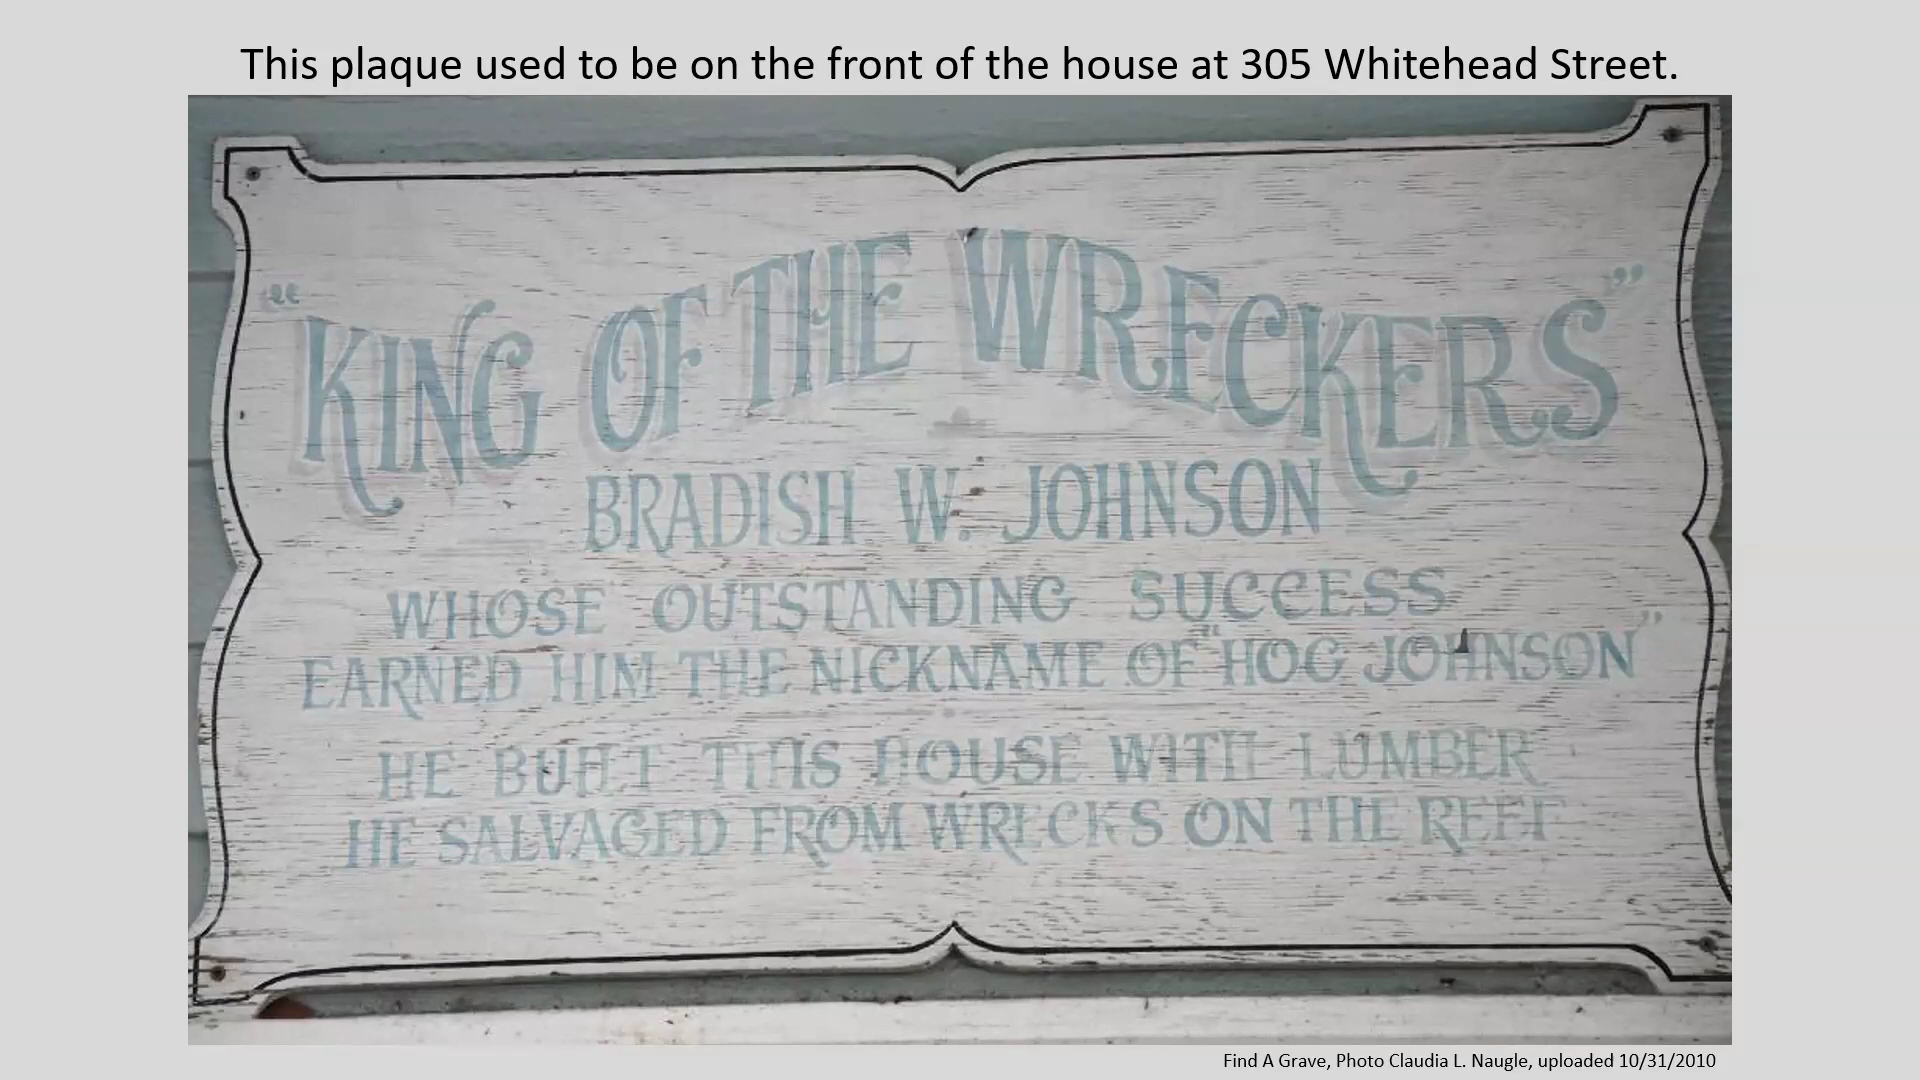 This plaque used to be on the front of the house at 305 Whitehead Street.
"KING OF THE WRECKERS"
BRADISH W. JOHNSON
WHOSE OUTSTANDING SUCCESS
EARNED HIM THE NICKNAME OF "HOG JOHNSON"
HE BUILT THIS HOUSE WITH LUMBER
HE SALVAGED FROM WRECKS ON THE REEF
Find A Grave, Photo Claudia L. Naugle, uploaded 10/31/2010